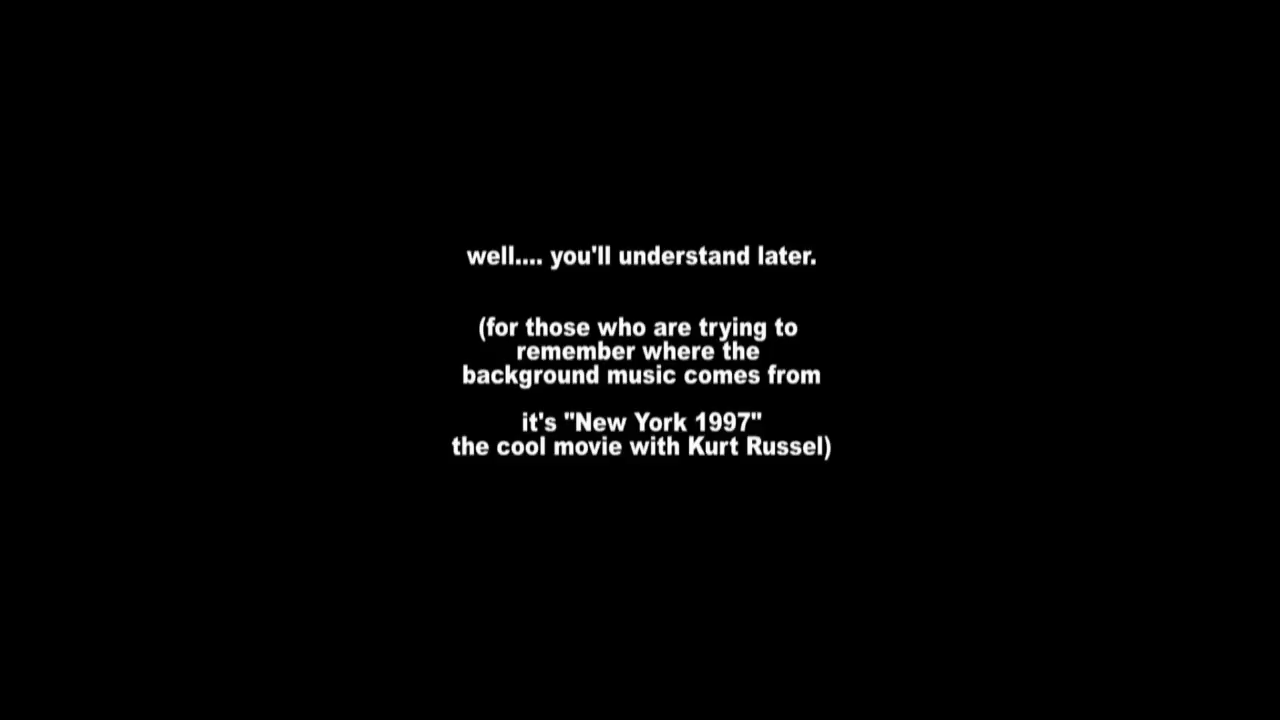 well.... you'll understand later.
(for those who are trying to
remember where the
background music comes from
it's "New York 1997"
the cool movie with Kurt Russel)